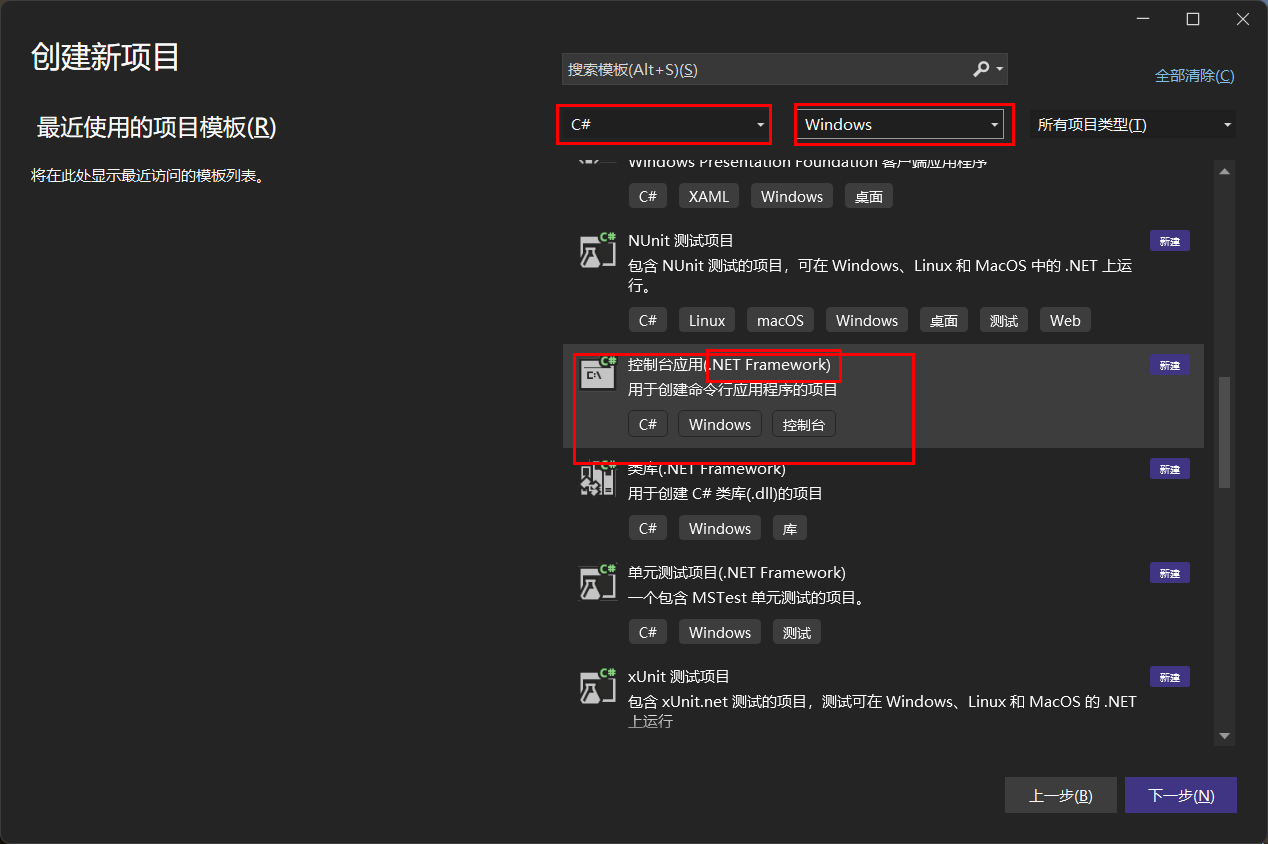 创建新项目
搜索模板(Alt+S)(S)
全部清除(C)
最近使用的项目模板(R)
C#
Windows
所有项目类型(T)
将在此处显示最近访问的模板列表。
Windows Presentation Foundation 客户端应用程序
C# XAML Windows 桌面
NUnit 测试项目
新建
包含 NUnit 测试的项目，可在 Windows、Linux 和 MacOS 中的 .NET 上运
行。
C# Linux macOS Windows 桌面 测试 Web
控制台应用(.NET Framework)
新建
用于创建命令行应用程序的项目
C# Windows 控制台
类库(.NET Framework)
新建
用于创建 C# 类库(.dll)的项目
C# Windows 库
单元测试项目(.NET Framework)
新建
一个包含 MSTest 单元测试的项目。
C# Windows 测试
xUnit 测试项目
新建
包含 xUnit.net 测试的项目，测试可在 Windows、Linux 和 MacOS 的 .NET
上运行
上一步(B)
下一步(N)